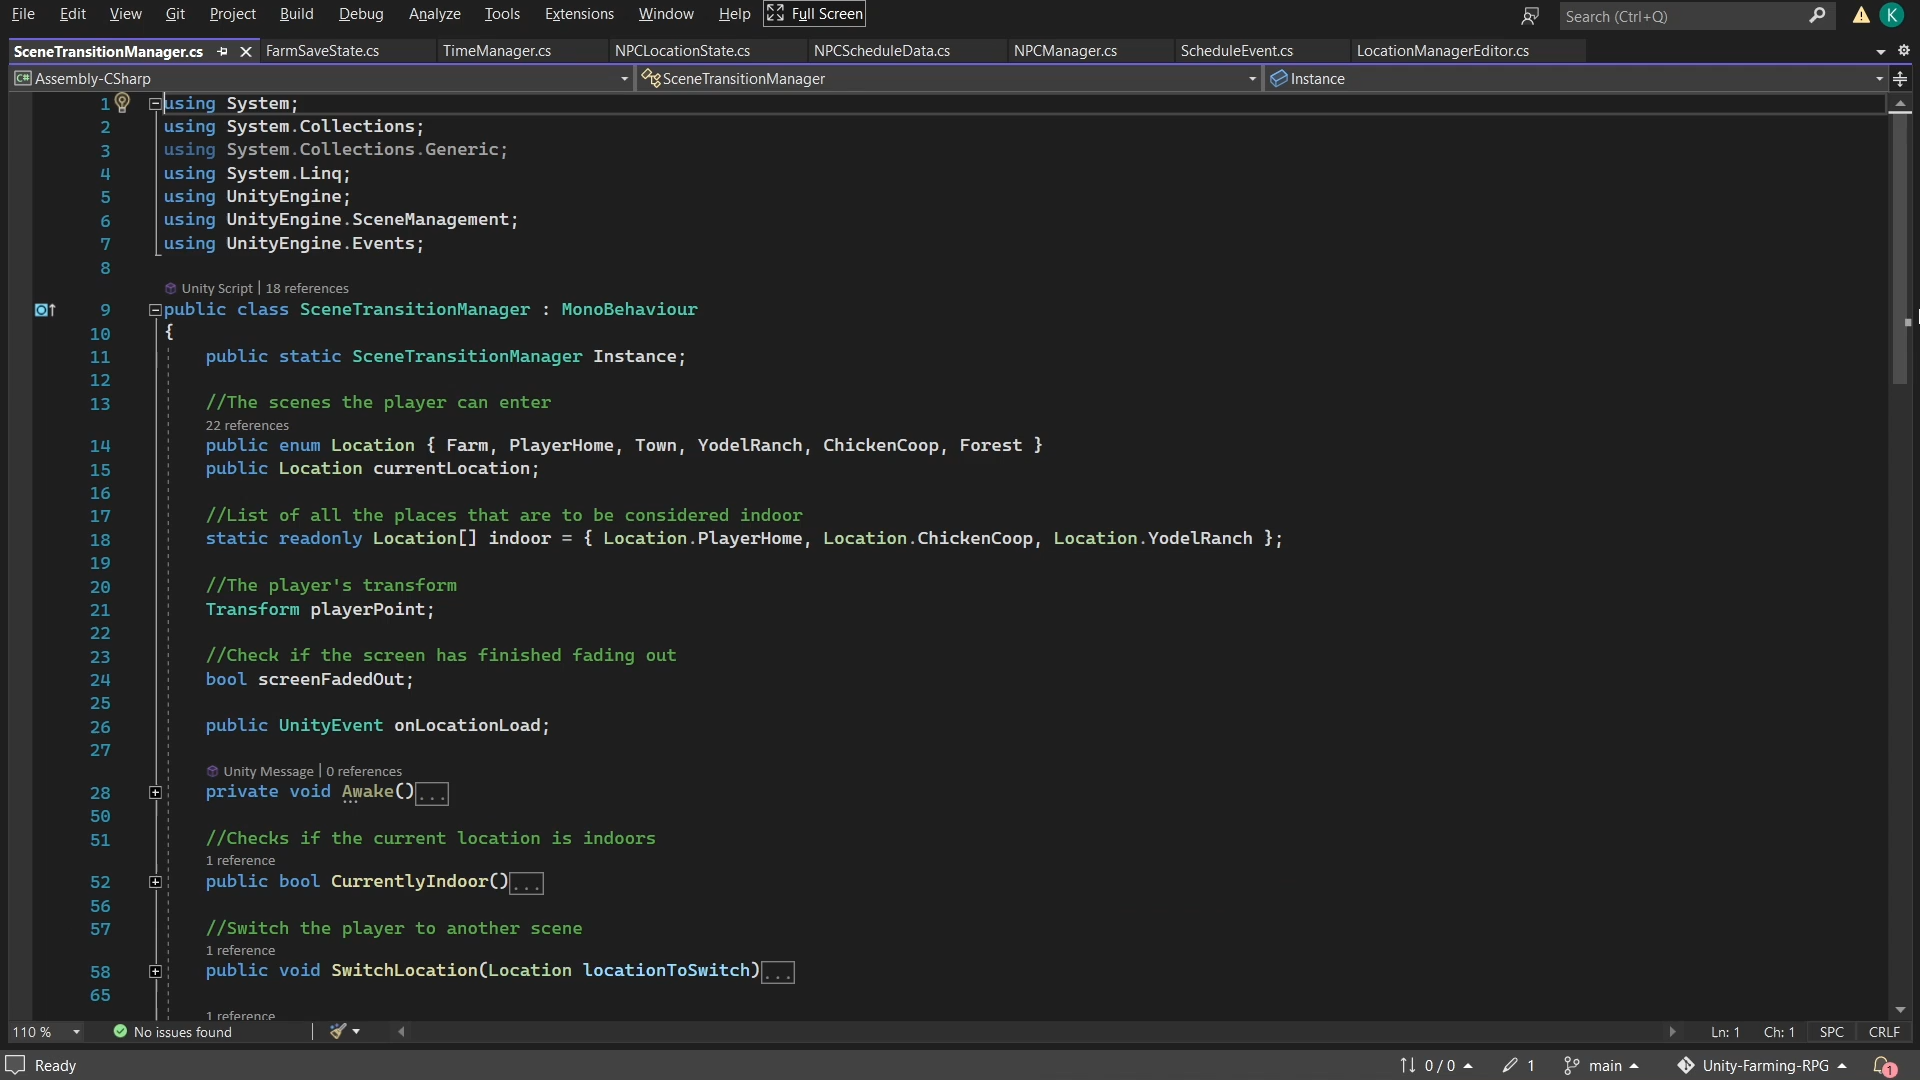 File Edit View Git Project Build Debug Analyze Tools Extensions Window Help Full Screen Search (Ctrl+Q) K
SceneTransitionManager.cs FarmSaveState.cs TimeManager.cs NPCLocationState.cs NPCScheduleData.cs NPCManager.cs ScheduleEvent.cs LocationManagerEditor.cs
C# Assembly-CSharp SceneTransitionManager Instance
1 using System;
2 using System.Collections;
3 using System.Collections.Generic;
4 using System.Linq;
5 using UnityEngine;
6 using UnityEngine.SceneManagement;
7 using UnityEngine.Events;
8
Unity Script | 18 references
9 public class SceneTransitionManager : MonoBehaviour
10 {
11 public static SceneTransitionManager Instance;
12
13 //The scenes the player can enter
22 references
14 public enum Location { Farm, PlayerHome, Town, YodelRanch, ChickenCoop, Forest }
15 public Location currentLocation;
16
17 //List of all the places that are to be considered indoor
18 static readonly Location[] indoor = { Location.PlayerHome, Location.ChickenCoop, Location.YodelRanch };
19
20 //The player's transform
21 Transform playerPoint;
22
23 //Check if the screen has finished fading out
24 bool screenFadedOut;
25
26 public UnityEvent onLocationLoad;
27
Unity Message | 0 references
28 private void Awake()...
50
51 //Checks if the current location is indoors
1 reference
52 public bool CurrentlyIndoor()...
56
57 //Switch the player to another scene
1 reference
58 public void SwitchLocation(Location locationToSwitch)...
65
1 reference
110 % No issues found Ln: 1 Ch: 1 SPC CRLF
Ready 0 / 0 1 main Unity-Farming-RPG 1